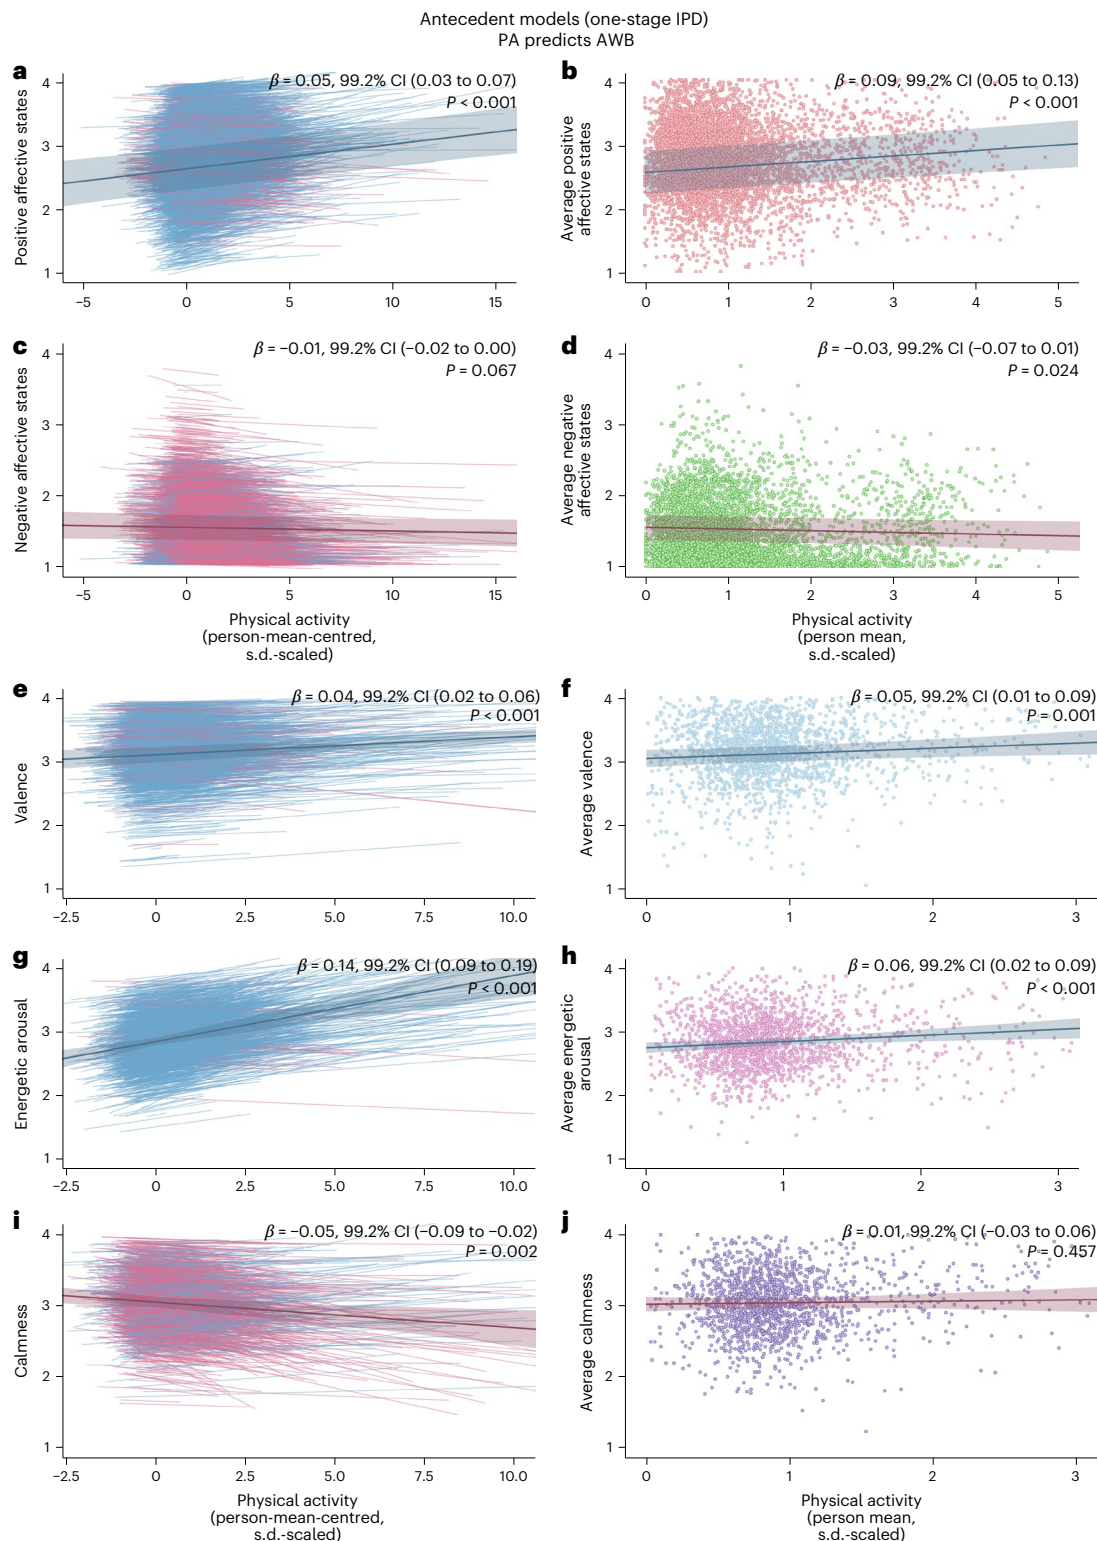 Antecedent models (one-stage IPD)
PA predicts AWB
a
β = 0.05, 99.2% CI (0.03 to 0.07)
P < 0.001
Positive affective states
4
3
2
1
−5
0
5
10
15
b
β = 0.09, 99.2% CI (0.05 to 0.13)
P < 0.001
Average positive
affective states
4
3
2
1
0
1
2
3
4
5
c
β = −0.01, 99.2% CI (−0.02 to 0.00)
P = 0.067
Negative affective states
4
3
2
1
−5
0
5
10
15
Physical activity
(person-mean-centred,
s.d.-scaled)
d
β = −0.03, 99.2% CI (−0.07 to 0.01)
P = 0.024
Average negative
affective states
4
3
2
1
0
1
2
3
4
5
Physical activity
(person mean,
s.d.-scaled)
e
β = 0.04, 99.2% CI (0.02 to 0.06)
P < 0.001
Valence
4
3
2
1
−2.5
0
2.5
5.0
7.5
10.0
f
β = 0.05, 99.2% CI (0.01 to 0.09)
P = 0.001
Average valence
4
3
2
1
0
1
2
3
g
β = 0.14, 99.2% CI (0.09 to 0.19)
P < 0.001
Energetic arousal
4
3
2
1
−2.5
0
2.5
5.0
7.5
10.0
h
β = 0.06, 99.2% CI (0.02 to 0.09)
P < 0.001
Average energetic
arousal
4
3
2
1
0
1
2
3
i
β = −0.05, 99.2% CI (−0.09 to −0.02)
P = 0.002
Calmness
4
3
2
1
−2.5
0
2.5
5.0
7.5
10.0
Physical activity
(person-mean-centred,
s.d.-scaled)
j
β = 0.01, 99.2% CI (−0.03 to 0.06)
P = 0.457
Average calmness
4
3
2
1
0
1
2
3
Physical activity
(person mean,
s.d.-scaled)